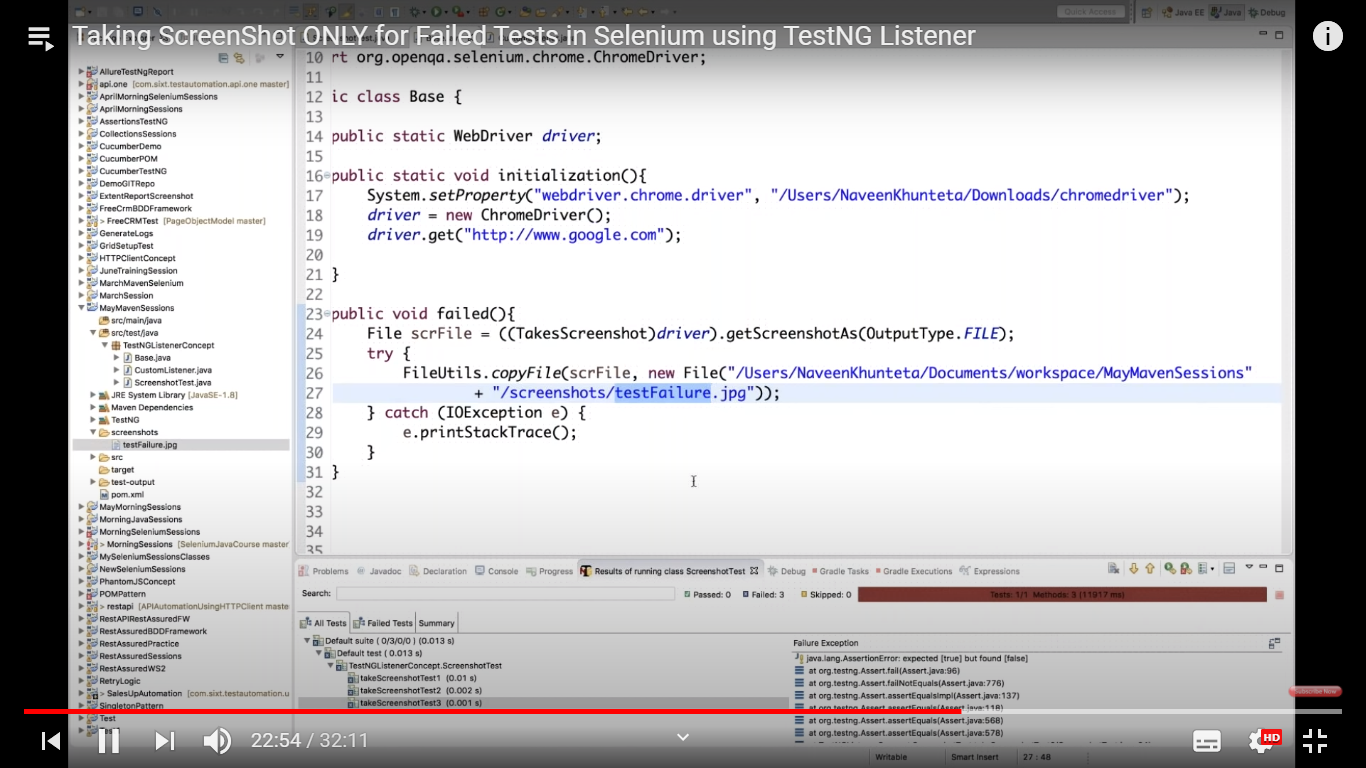 Taking ScreenShot ONLY for Failed Tests in Selenium using TestNG Listener
Quick Access
Java EE
Java
Debug
AllureTestNgReport
api.one [com.sixt.testautomation.api.one master]
AprilMorningSeleniumSessions
AprilMorningSessions
AssertionsTestNG
CollectionsSessions
CucumberDemo
CucumberPOM
CucumberTestNG
DemoGITRepo
ExtentReportScreenshot
FreeCrmBDDFramework
> FreeCRMTest [PageObjectModel master]
GenerateLogs
GridSetupTest
HTTPClientConcept
JuneTrainingSession
MarchMavenSelenium
MarchSession
MayMavenSessions
src/main/java
src/test/java
TestNGListenerConcept
Base.java
CustomListener.java
ScreenshotTest.java
JRE System Library [JavaSE-1.8]
Maven Dependencies
TestNG
screenshots
testFailure.jpg
src
target
test-output
pom.xml
MayMorningSessions
MorningJavaSessions
MorningSeleniumSessions
> MorningSessions [SeleniumJavaCourse master
MySeleniumSessionsClasses
NewSeleniumSessions
PhantomJSConcept
POMPattern
> restapi [APIAutomationUsingHTTPClient maste
RestAPIRestAssuredFW
RestAssuredBDDFramework
RestAssuredPractice
RestAssuredSessions
RestAssuredWS2
RetryLogic
> SalesUpAutomation [com.sixt.testautomation.u
SingletonPattern
Test
10 rt org.openqa.selenium.chrome.ChromeDriver;
11
12 ic class Base {
13
14 public static WebDriver driver;
15
16 public static void initialization(){
17 System.setProperty("webdriver.chrome.driver", "/Users/NaveenKhunteta/Downloads/chromedriver");
18 driver = new ChromeDriver();
19 driver.get("http://www.google.com");
20
21 }
22
23 public void failed(){
24 File scrFile = ((TakesScreenshot)driver).getScreenshotAs(OutputType.FILE);
25 try {
26 FileUtils.copyFile(scrFile, new File("/Users/NaveenKhunteta/Documents/workspace/MayMavenSessions"
27 + "/screenshots/testFailure.jpg"));
28 } catch (IOException e) {
29 e.printStackTrace();
30 }
31 }
32
33
34
35
Problems
Javadoc
Declaration
Console
Progress
Results of running class ScreenshotTest
Debug
Gradle Tasks
Gradle Executions
Expressions
Search:
Passed: 0
Failed: 3
Skipped: 0
Tests: 1/1 Methods: 3 (11917 ms)
All Tests
Failed Tests
Summary
Default suite ( 0/3/0/0 ) (0.013 s)
Default test ( 0.013 s)
TestNGListenerConcept.ScreenshotTest
takeScreenshotTest1 (0.01 s)
takeScreenshotTest2 (0.002 s)
takeScreenshotTest3 (0.001 s)
Failure Exception
java.lang.AssertionError: expected [true] but found [false]
at org.testng.Assert.fail(Assert.java:96)
at org.testng.Assert.failNotEquals(Assert.java:776)
at org.testng.Assert.assertEqualsImpl(Assert.java:137)
at org.testng.Assert.assertEquals(Assert.java:118)
at org.testng.Assert.assertEquals(Assert.java:568)
at org.testng.Assert.assertEquals(Assert.java:578)
Subscribe Now
22:54 / 32:11
HD
Writable
Smart Insert
27 : 48